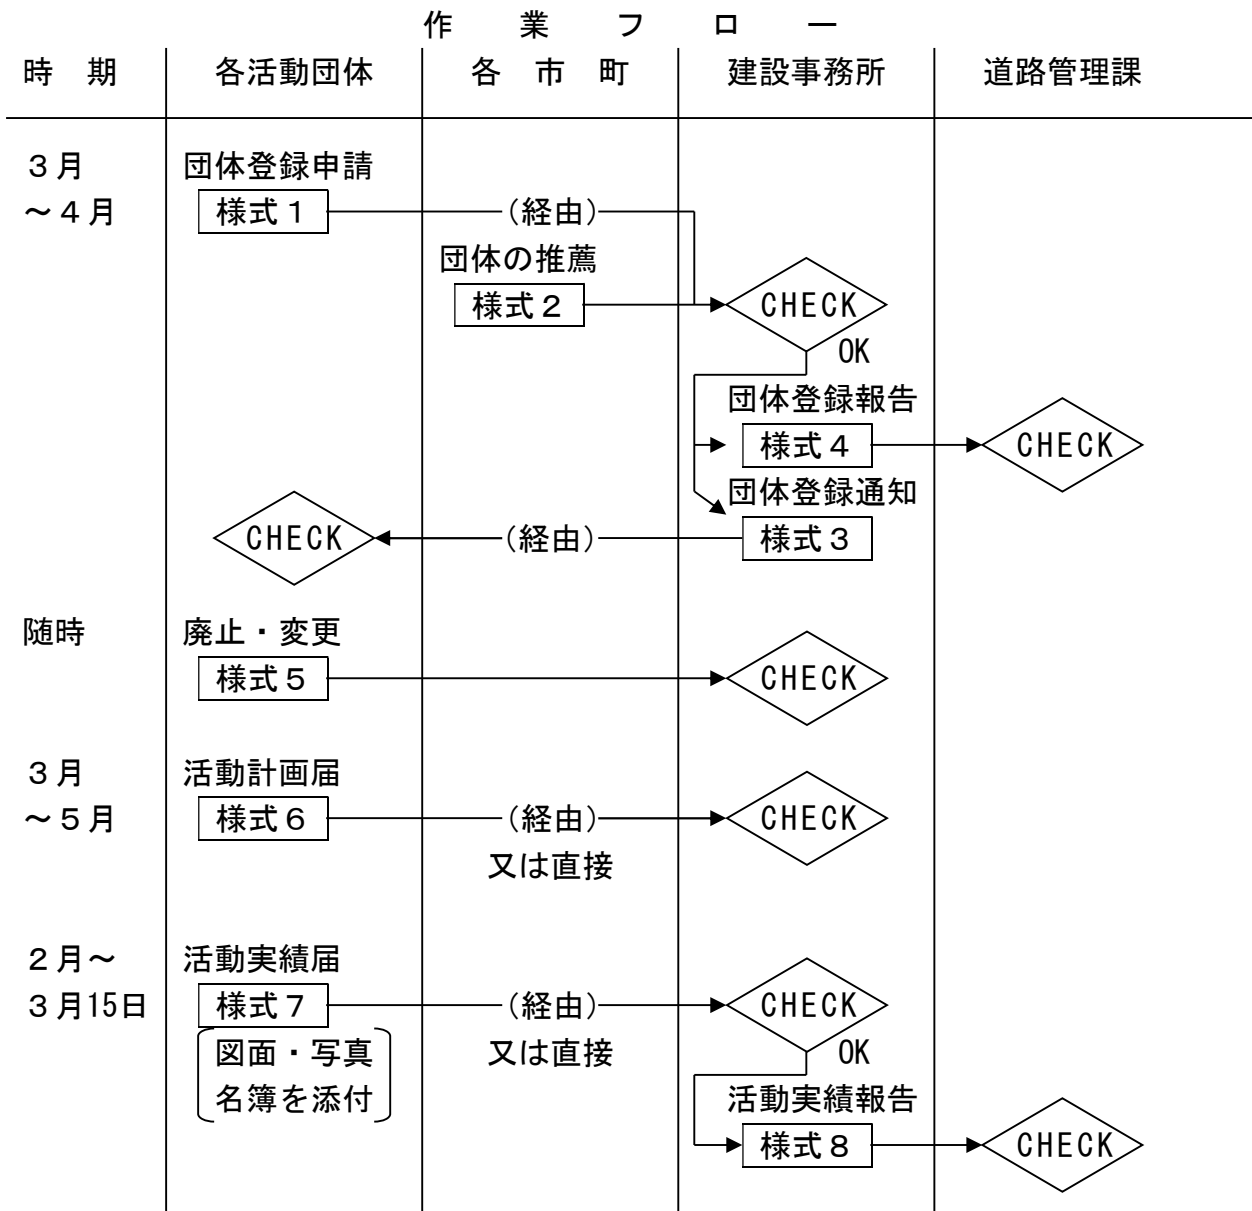 作業フロー
時期 各活動団体 各市町 建設事務所 道路管理課
3月 団体登録申請
～4月 様式1 (経由)
団体の推薦
様式2 CHECK
OK
団体登録報告
様式4 CHECK
団体登録通知
CHECK (経由) 様式3
随時 廃止・変更
様式5 CHECK
3月 活動計画届
～5月 様式6 (経由) CHECK
又は直接
2月～ 活動実績届
3月15日 様式7 (経由) CHECK
図面・写真 又は直接 OK
名簿を添付 活動実績報告
様式8 CHECK